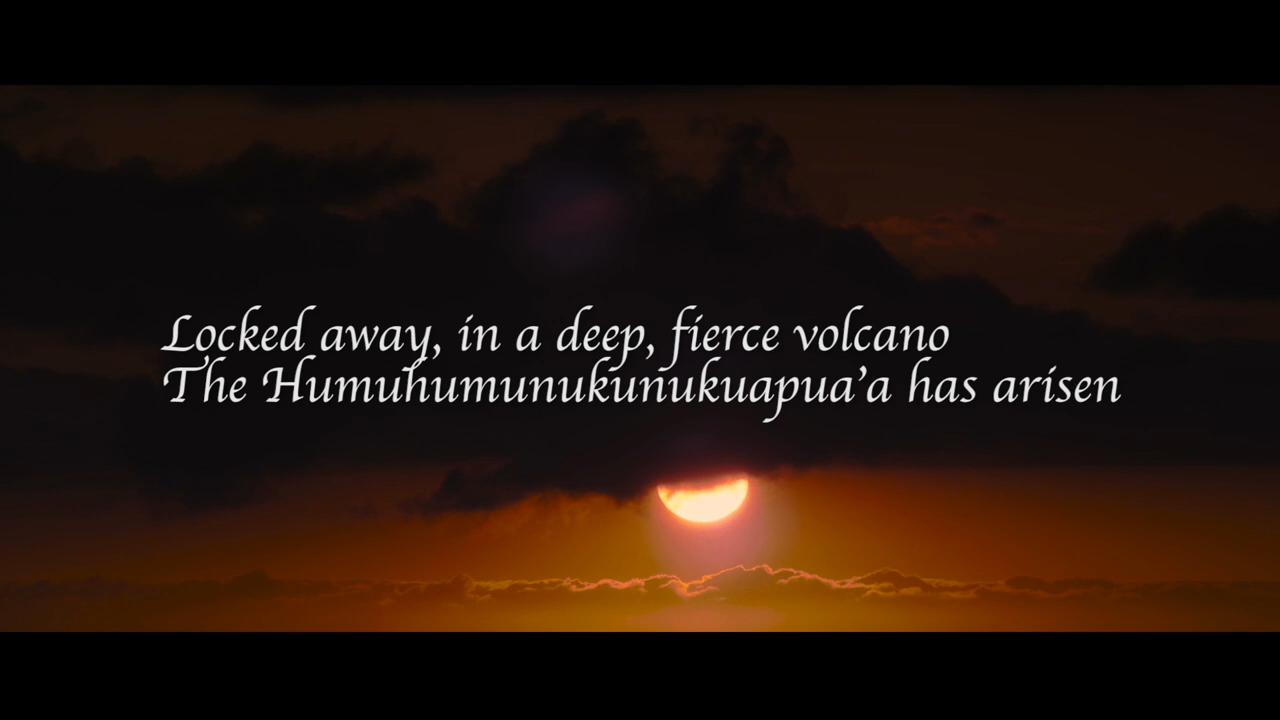 Locked away, in a deep, fierce volcano
The Humuhumunukunukuapua’a has arisen